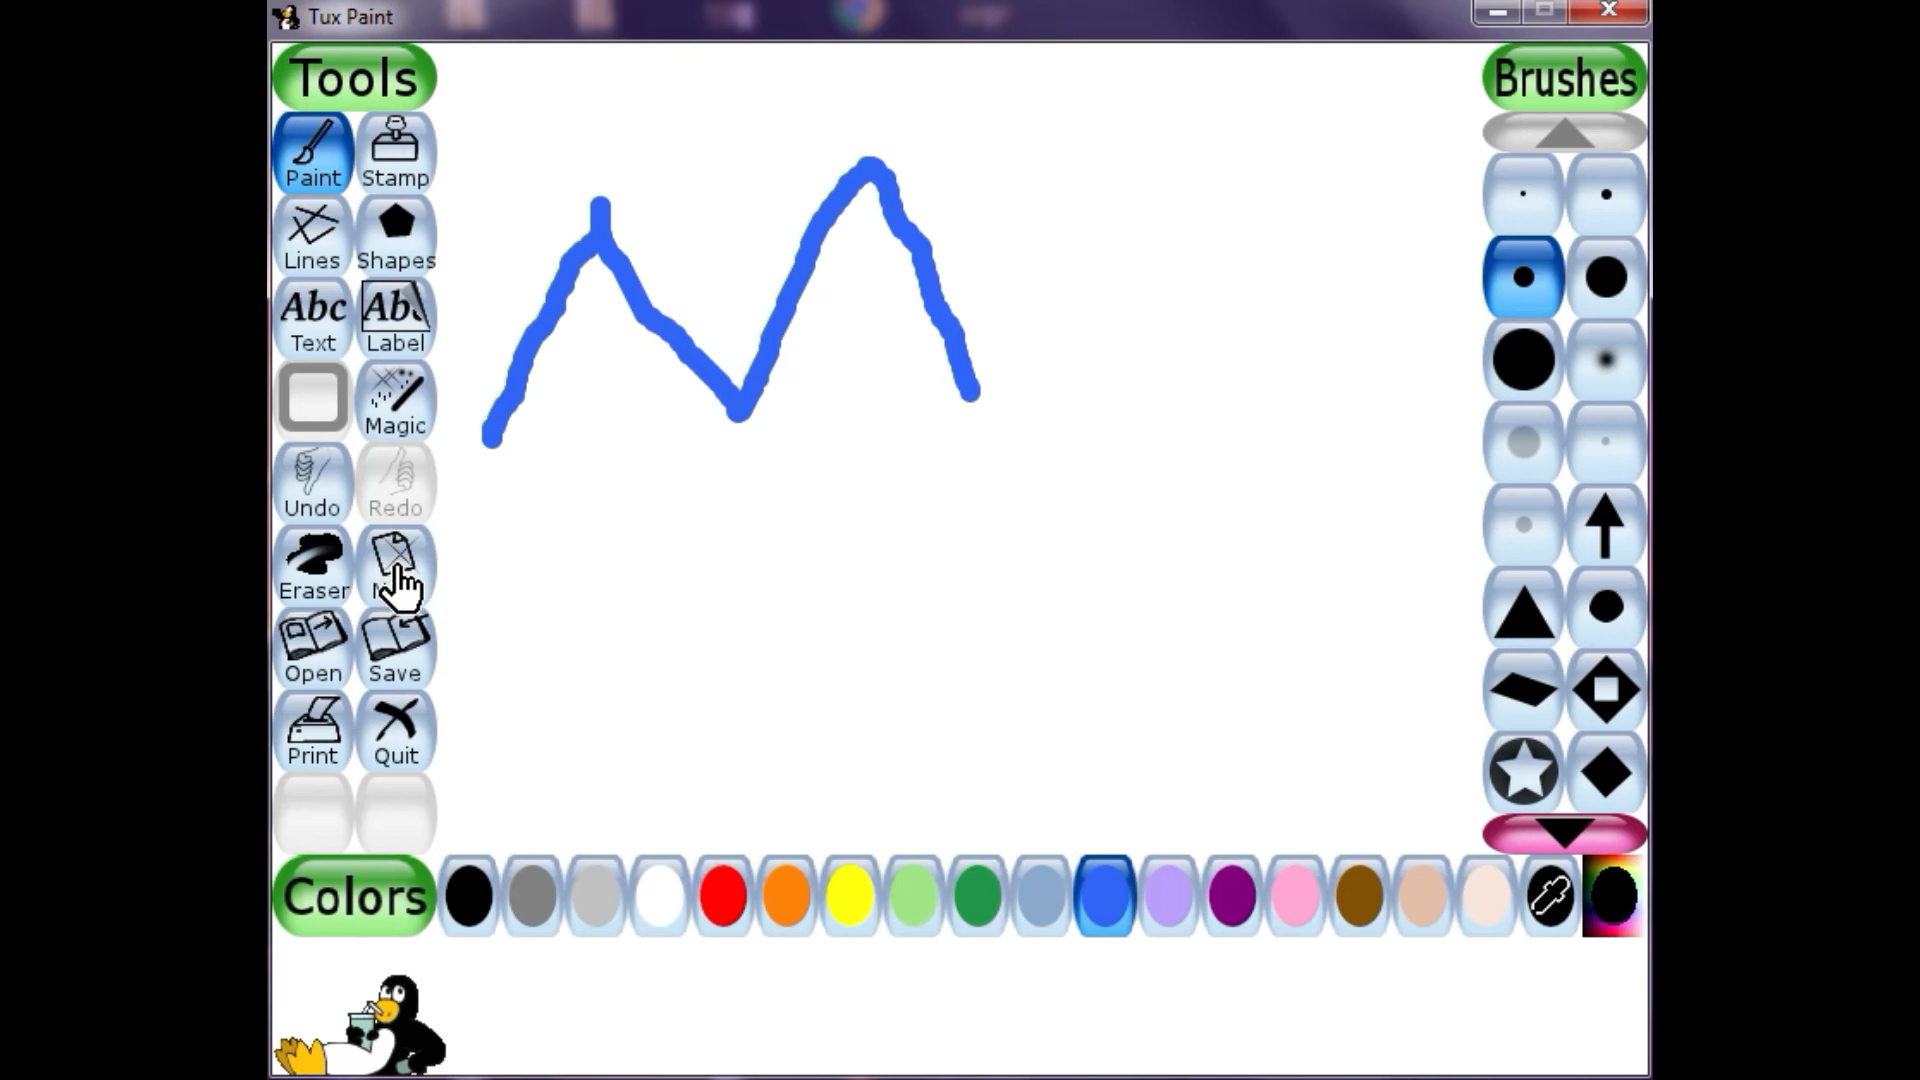 Tux Paint
Tools
Brushes
Paint Stamp
Lines Shapes
Abc Abc
Text Label
Magic
Undo Redo
Eraser
Open Save
Print Quit
Colors